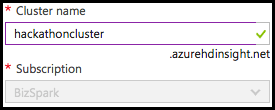 * Cluster name
hackathoncluster
.azurehdinsight.net
* Subscription
BizSpark